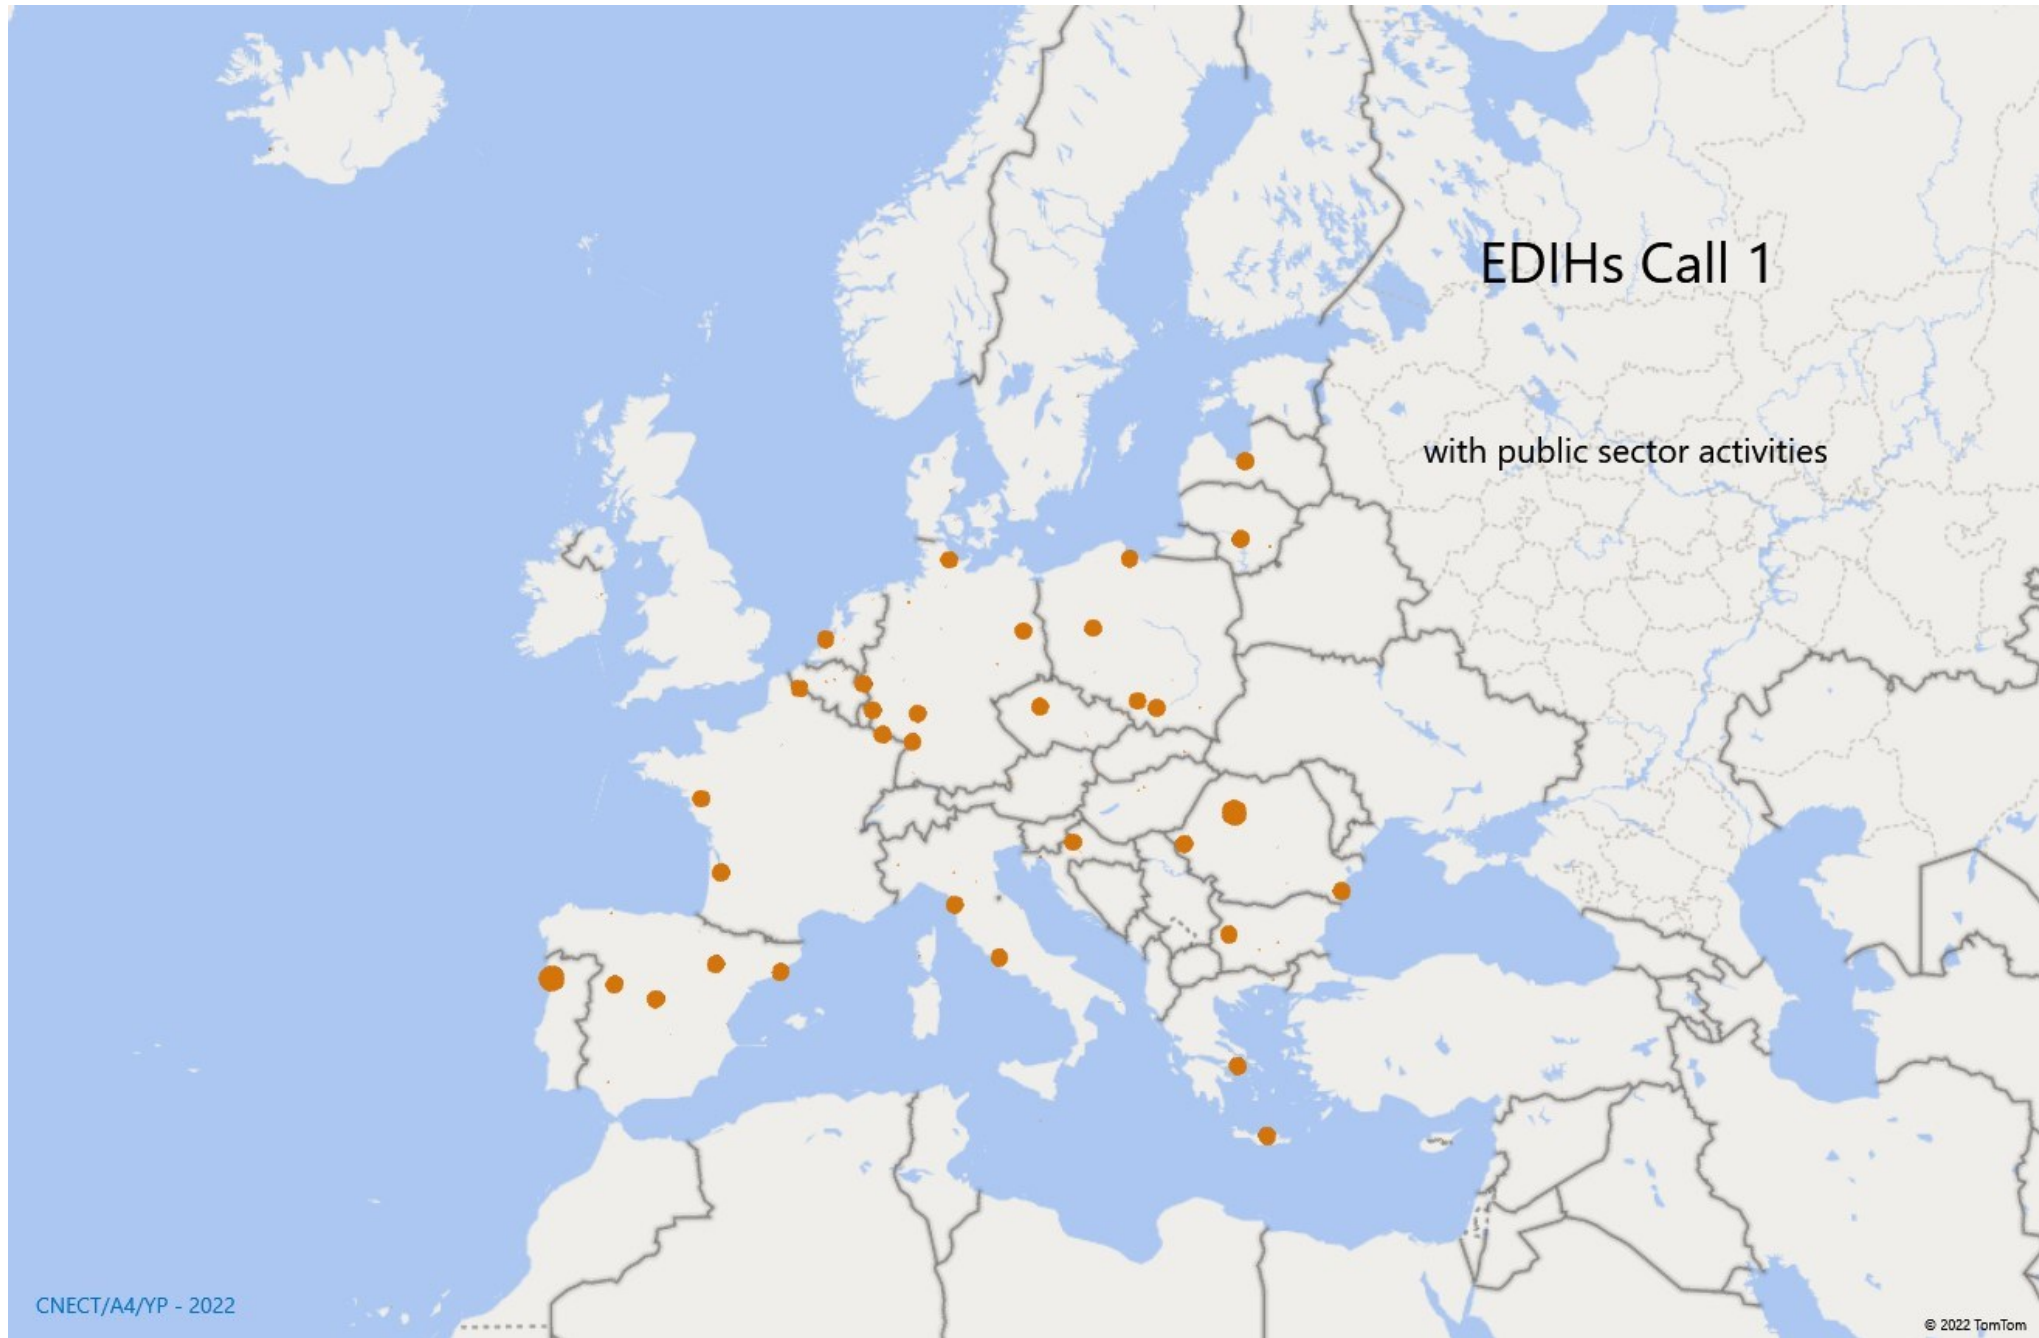 EDIHs Call 1
with public sector activities
CNECT/A4/YP - 2022
© 2022 TomTom